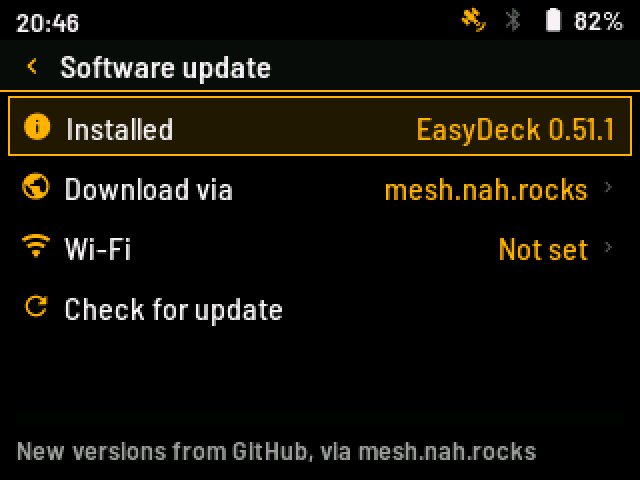 20:46 82%
Software update
Installed EasyDeck 0.51.1
Download via mesh.nah.rocks
Wi-Fi Not set
Check for update
New versions from GitHub, via mesh.nah.rocks